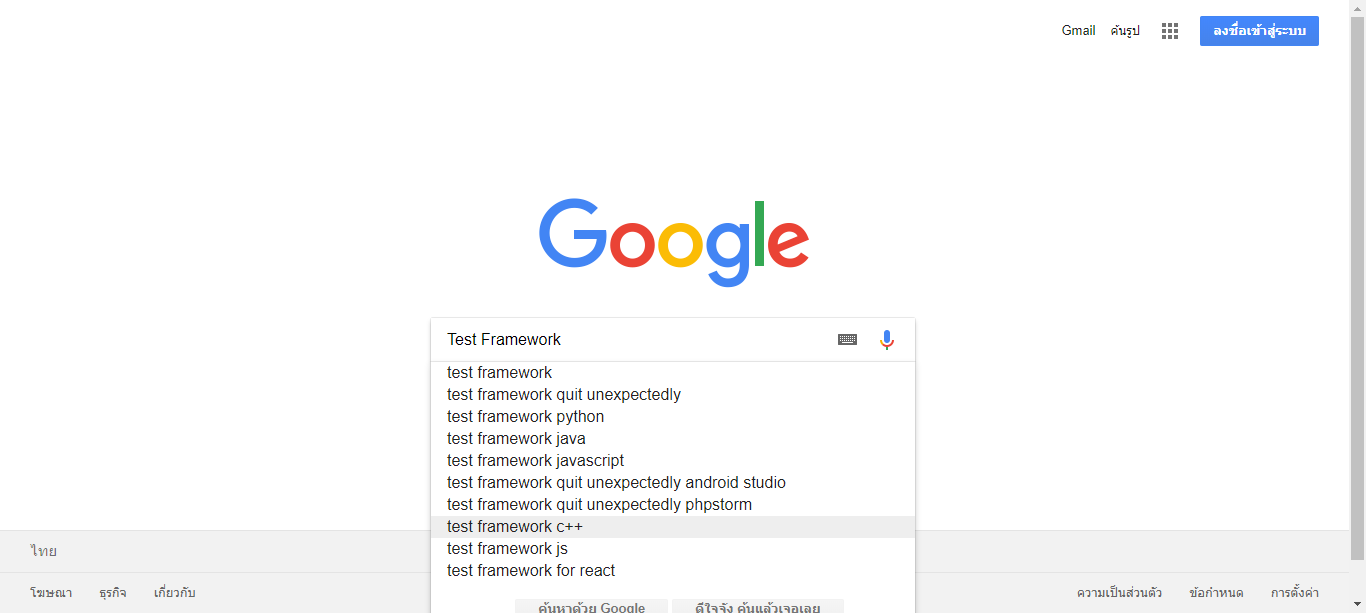 Gmail ค้นรูป ลงชื่อเข้าสู่ระบบ
Google
Test Framework
test framework
test framework quit unexpectedly
test framework python
test framework java
test framework javascript
test framework quit unexpectedly android studio
test framework quit unexpectedly phpstorm
test framework c++
test framework js
test framework for react
ค้นหาด้วย Google ดีใจจัง ค้นแล้วเจอเลย
ไทย
โฆษณา ธุรกิจ เกี่ยวกับ ความเป็นส่วนตัว ข้อกำหนด การตั้งค่า